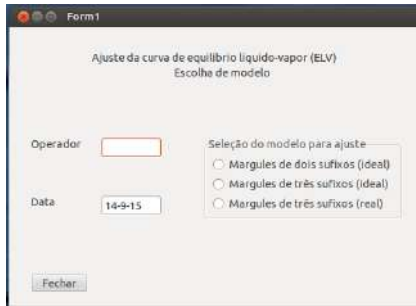 Form1
Ajuste da curva de equilíbrio líquido-vapor (ELV)
Escolha de modelo
Operador
Seleção do modelo para ajuste
Margules de dois sufixos (ideal)
Margules de três sufixos (ideal)
Data
14-9-15
Margules de três sufixos (real)
Fechar